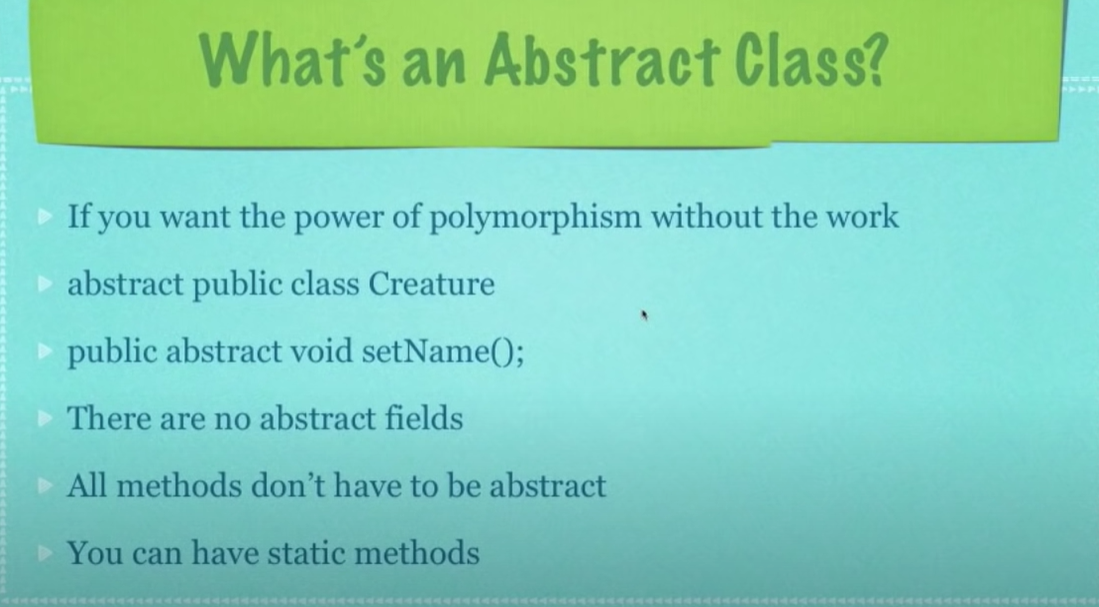 What's an Abstract Class?
If you want the power of polymorphism without the work
abstract public class Creature
public abstract void setName();
There are no abstract fields
All methods don't have to be abstract
You can have static methods